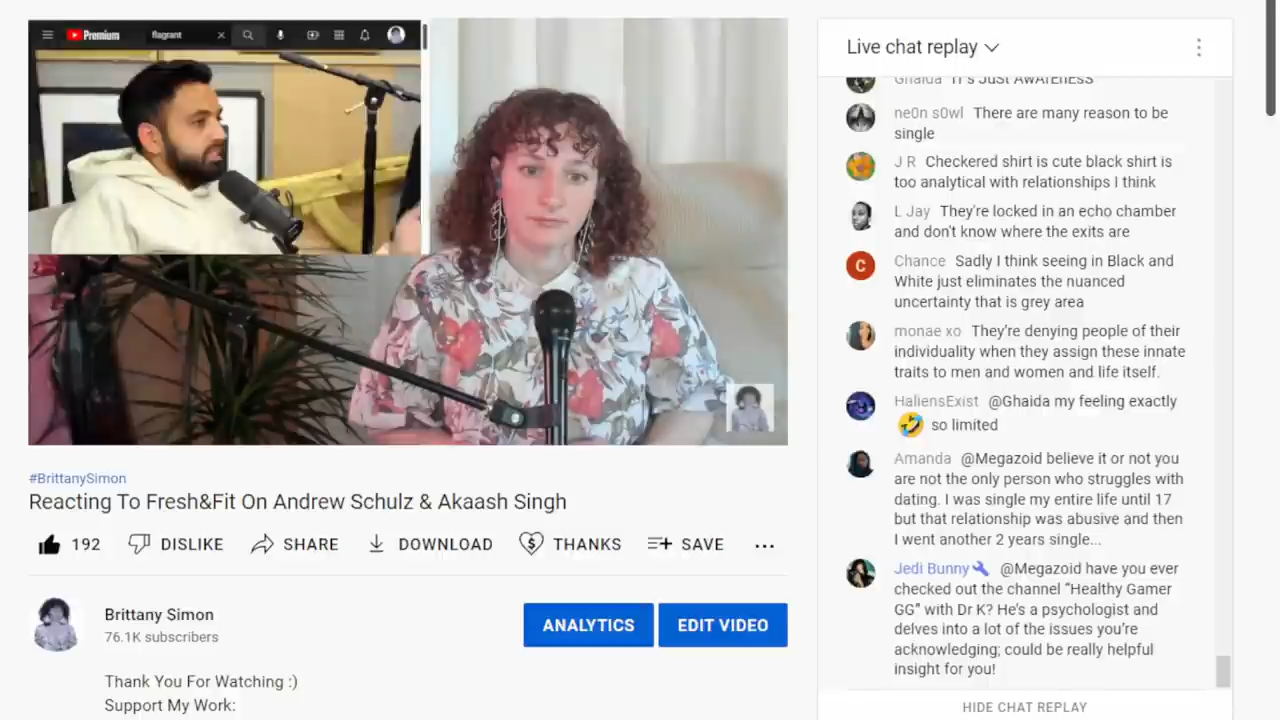 Premium
flagrant
#BrittanySimon
Reacting To Fresh&Fit On Andrew Schulz & Akaash Singh
192
DISLIKE
SHARE
DOWNLOAD
THANKS
SAVE
Brittany Simon
76.1K subscribers
ANALYTICS
EDIT VIDEO
Thank You For Watching :)
Support My Work:
Live chat replay
Ghaida IT's JuSt AwArEnEsS
ne0n s0wl There are many reason to be
single
J R Checkered shirt is cute black shirt is
too analytical with relationships I think
L Jay They're locked in an echo chamber
and don't know where the exits are
C
Chance Sadly I think seeing in Black and
White just eliminates the nuanced
uncertainty that is grey area
monae xo They're denying people of their
individuality when they assign these innate
traits to men and women and life itself.
HaliensExist @Ghaida my feeling exactly
🤣 so limited
Amanda @Megazoid believe it or not you
are not the only person who struggles with
dating. I was single my entire life until 17
but that relationship was abusive and then
I went another 2 years single...
Jedi Bunny @Megazoid have you ever
checked out the channel “Healthy Gamer
GG” with Dr K? He's a psychologist and
delves into a lot of the issues you're
acknowledging; could be really helpful
insight for you!
HIDE CHAT REPLAY